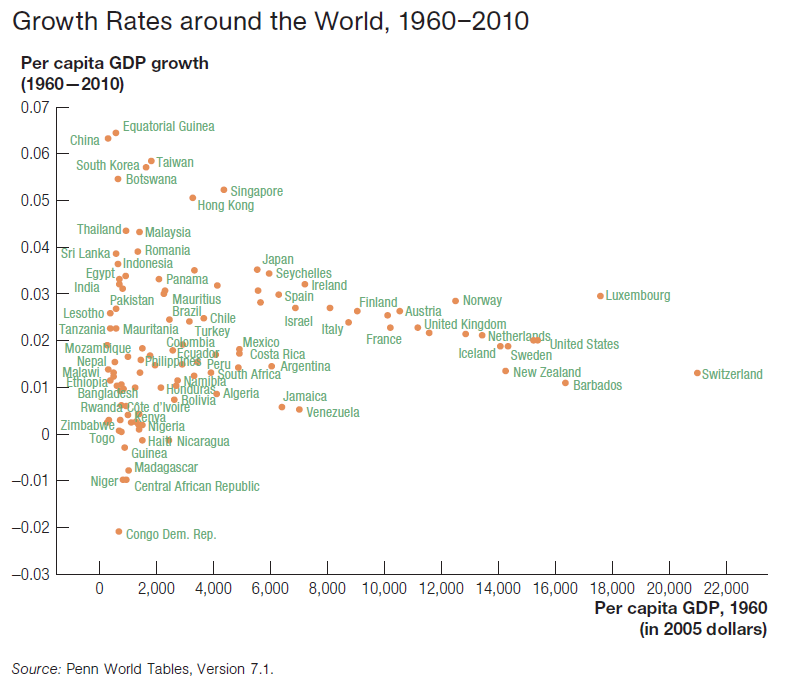 Growth Rates around the World, 1960–2010
Per capita GDP growth
(1960—2010)
0.07
Equatorial Guinea
China
0.06
South Korea
Taiwan
Botswana
0.05
Singapore
Hong Kong
Thailand
Malaysia
0.04
Sri Lanka
Romania
Indonesia
Japan
Egypt
Panama
Seychelles
India
Ireland
0.03
Pakistan
Mauritius
Spain
Norway
Luxembourg
Lesotho
Brazil
Chile
Israel
Finland
Austria
Tanzania
Mauritania
Turkey
Italy
France
United Kingdom
0.02
Mozambique
Colombia
Mexico
Netherlands
United States
Nepal
Philippines
Ecuador
Costa Rica
Iceland
Sweden
Malawi
Peru
South Africa
Argentina
New Zealand
Switzerland
0.01
Ethiopia
Namibia
Barbados
Bangladesh
Honduras
Algeria
Rwanda
Côte d'Ivoire
Bolivia
Jamaica
Kenya
Venezuela
Zimbabwe
Nigeria
0
Togo
Haiti
Nicaragua
Guinea
Madagascar
–0.01
Niger
Central African Republic
–0.02
Congo Dem. Rep.
–0.03
0 2,000 4,000 6,000 8,000 10,000 12,000 14,000 16,000 18,000 20,000 22,000
Per capita GDP, 1960
(in 2005 dollars)
Source: Penn World Tables, Version 7.1.